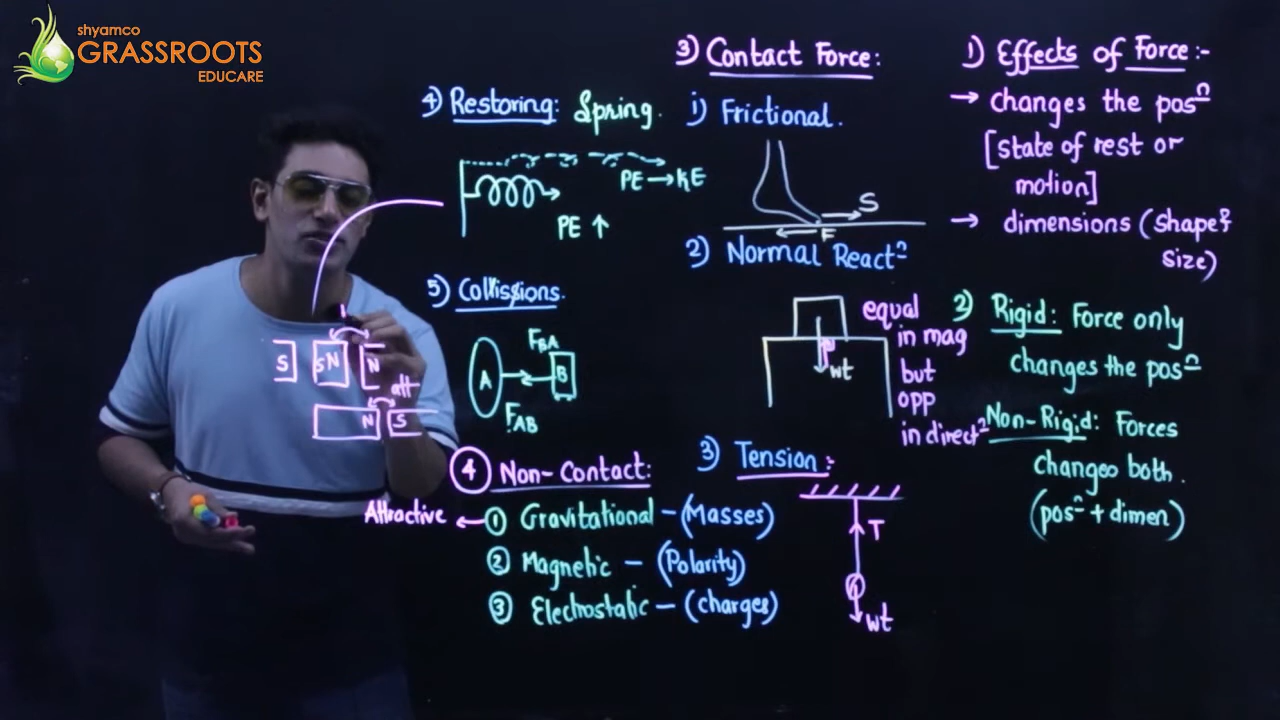 shyamco
GRASSROOTS
EDUCARE
1) Effects of Force:-
→ changes the posⁿ
[state of rest or
motion]
→ dimensions (shape &
size)
2) Rigid: Force only
changes the posⁿ
Non-Rigid: Forces
changes both.
(posⁿ + dimen)
3) Contact Force:
i) Frictional.
S
F
2) Normal Reactⁿ
equal
in mag
but
opp
in directⁿ
R
wt
3) Tension:
T
wt
4) Restoring: Spring.
PE → KE
PE ↑
5) Collissions.
FBA
A
B
FAB
④ Non-Contact:
Attractive ← ① Gravitational - (Masses)
② Magnetic - (Polarity)
③ Electrostatic - (charges)
S SN N
att
N S